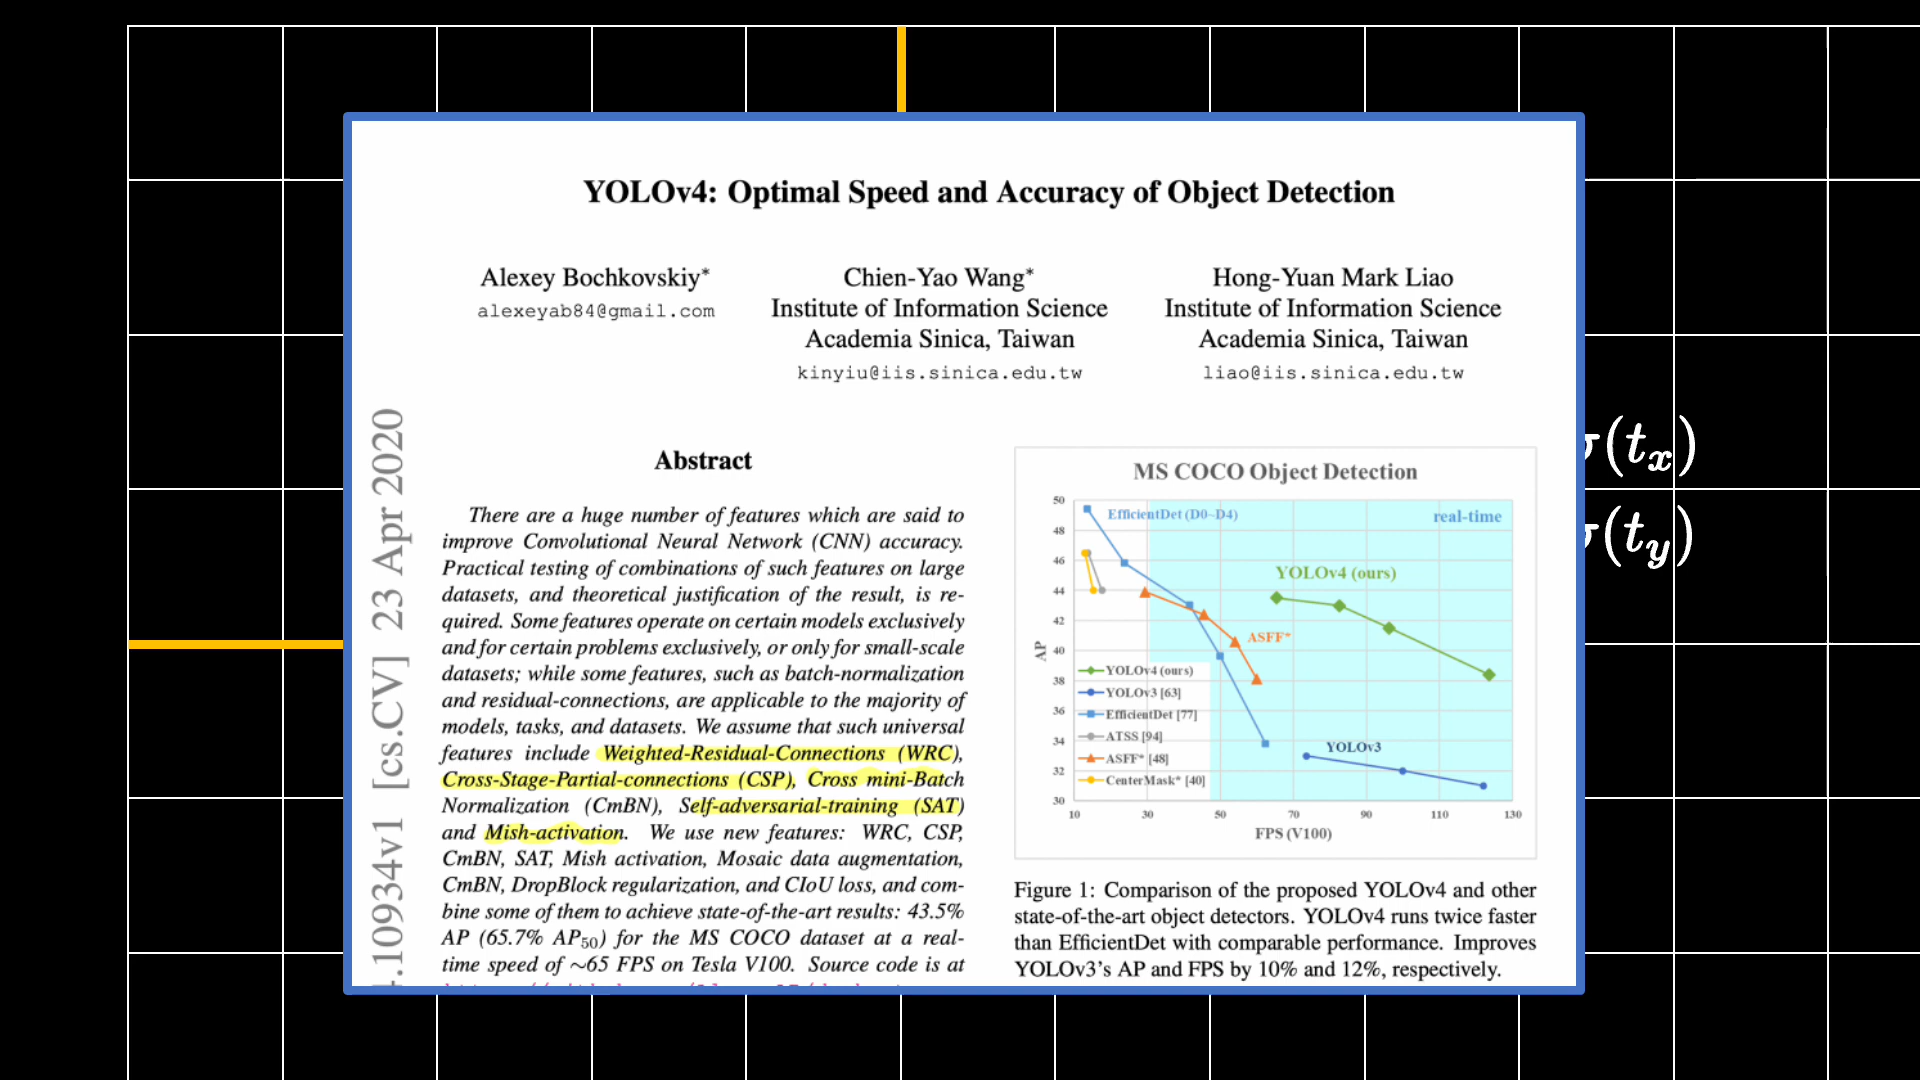 YOLOv4: Optimal Speed and Accuracy of Object Detection
Alexey Bochkovskiy*
alexeyab84@gmail.com
Chien-Yao Wang*
Institute of Information Science
Academia Sinica, Taiwan
kinyiu@iis.sinica.edu.tw
Hong-Yuan Mark Liao
Institute of Information Science
Academia Sinica, Taiwan
liao@iis.sinica.edu.tw
.10934v1 [cs.CV] 23 Apr 2020
Abstract
There are a huge number of features which are said to
improve Convolutional Neural Network (CNN) accuracy.
Practical testing of combinations of such features on large
datasets, and theoretical justification of the result, is re-
quired. Some features operate on certain models exclusively
and for certain problems exclusively, or only for small-scale
datasets; while some features, such as batch-normalization
and residual-connections, are applicable to the majority of
models, tasks, and datasets. We assume that such universal
features include Weighted-Residual-Connections (WRC),
Cross-Stage-Partial-connections (CSP), Cross mini-Batch
Normalization (CmBN), Self-adversarial-training (SAT)
and Mish-activation. We use new features: WRC, CSP,
CmBN, SAT, Mish activation, Mosaic data augmentation,
CmBN, DropBlock regularization, and CIoU loss, and com-
bine some of them to achieve state-of-the-art results: 43.5%
AP (65.7% AP50) for the MS COCO dataset at a real-
time speed of ~65 FPS on Tesla V100. Source code is at
MS COCO Object Detection
50
48
46
44
42
40
38
36
34
32
30
AP
EfficientDet (D0~D4)
real-time
YOLOv4 (ours)
ASFF*
YOLOv3
YOLOv4 (ours)
YOLOv3 [63]
EfficientDet [77]
ATSS [94]
ASFF* [48]
CenterMask* [40]
10 30 50 70 90 110 130
FPS (V100)
Figure 1: Comparison of the proposed YOLOv4 and other
state-of-the-art object detectors. YOLOv4 runs twice faster
than EfficientDet with comparable performance. Improves
YOLOv3's AP and FPS by 10% and 12%, respectively.
σ(tx)
σ(ty)